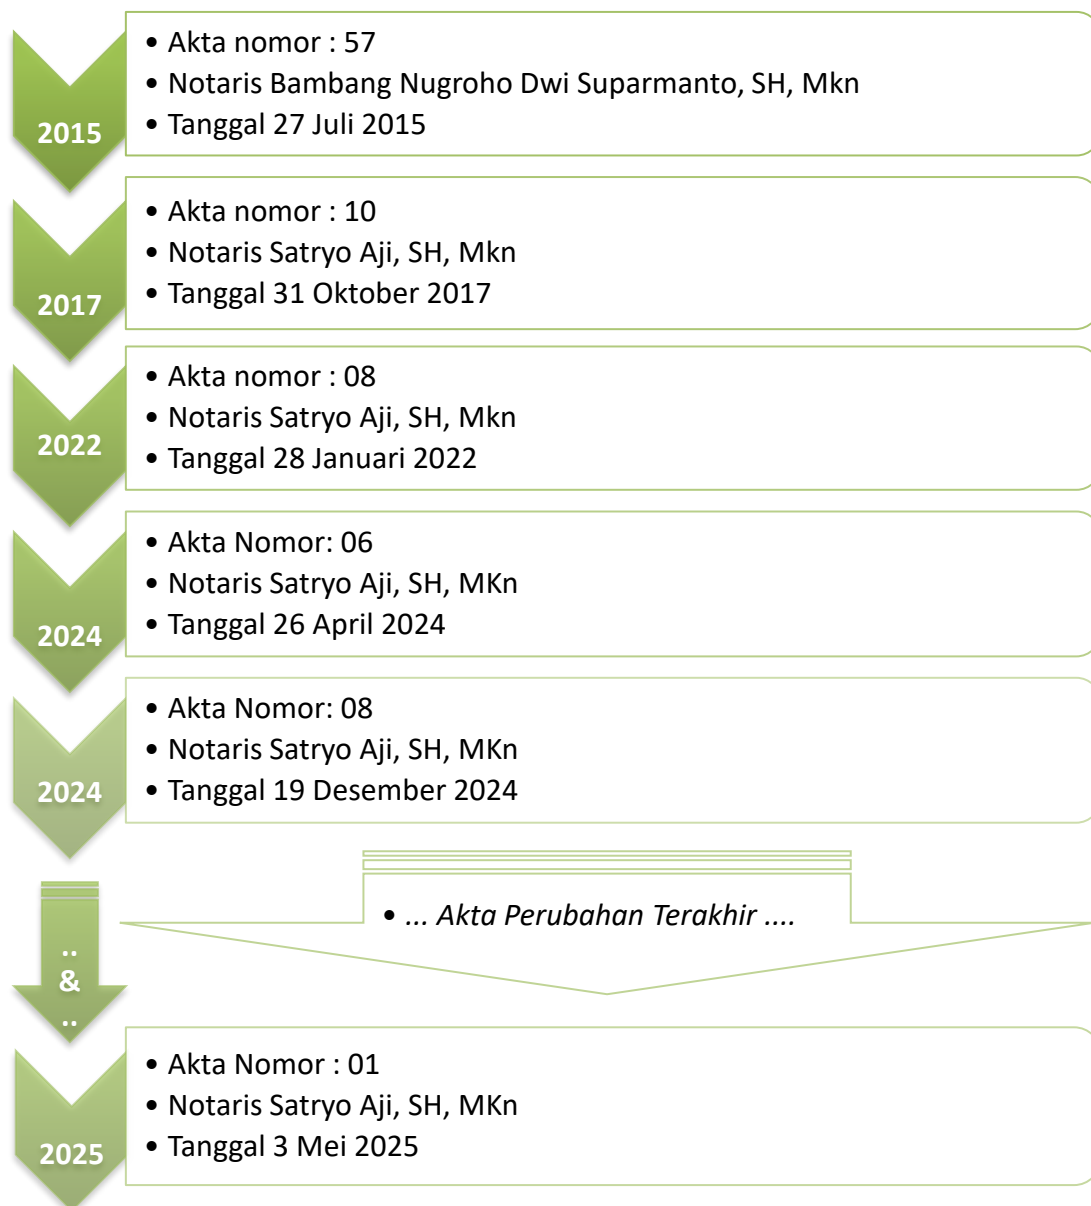 2015
• Akta nomor : 57
• Notaris Bambang Nugroho Dwi Suparmanto, SH, Mkn
• Tanggal 27 Juli 2015
2017
• Akta nomor : 10
• Notaris Satryo Aji, SH, Mkn
• Tanggal 31 Oktober 2017
2022
• Akta nomor : 08
• Notaris Satryo Aji, SH, Mkn
• Tanggal 28 Januari 2022
2024
• Akta Nomor: 06
• Notaris Satryo Aji, SH, MKn
• Tanggal 26 April 2024
2024
• Akta Nomor: 08
• Notaris Satryo Aji, SH, MKn
• Tanggal 19 Desember 2024
..
&
..
• ... Akta Perubahan Terakhir ....
2025
• Akta Nomor : 01
• Notaris Satryo Aji, SH, MKn
• Tanggal 3 Mei 2025